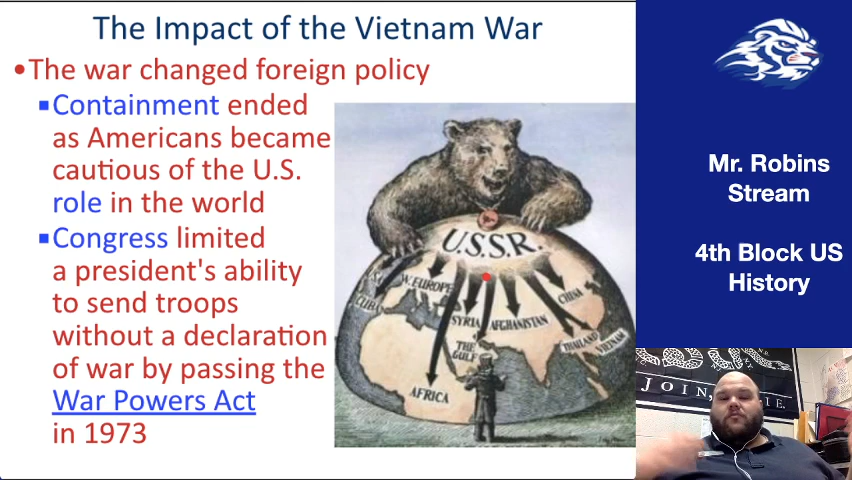 The Impact of the Vietnam War
•The war changed foreign policy
▪Containment ended
as Americans became
cautious of the U.S.
role in the world
▪Congress limited
a president's ability
to send troops
without a declaration
of war by passing the
War Powers Act
in 1973
U.S.S.R.
USA
W. EUROPE
CUBA
SYRIA
AFGHANISTAN
CHINA
THE
GULF
THAILAND
VIETNAM
AFRICA
Mr. Robins
Stream
4th Block US
History
JOIN,